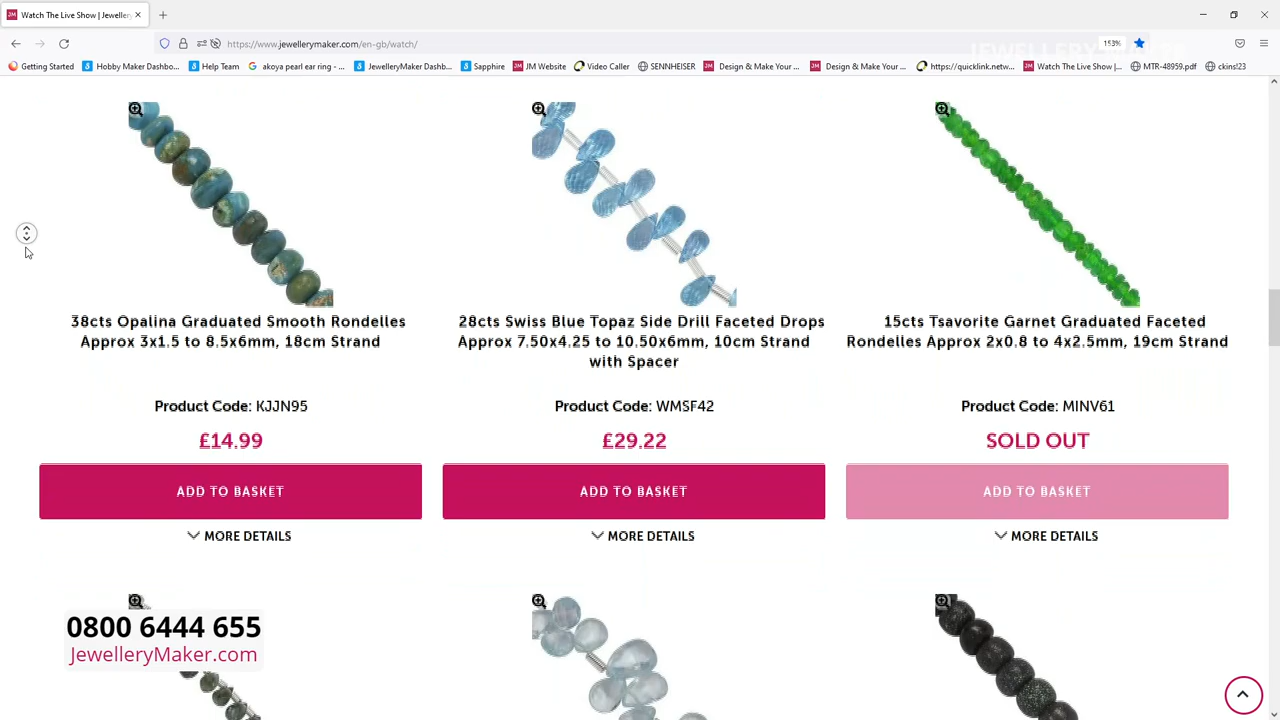 Watch The Live Show | Jeweller
https://www.jewellerymaker.com/en-gb/watch/
153%
Getting Started
Hobby Maker Dashbo...
Help Team
akoya pearl ear ring - ...
JewelleryMaker Dashb...
Sapphire
JM Website
Video Caller
SENNHEISER
Design & Make Your ...
Design & Make Your ...
https://quicklink.netw...
Watch The Live Show |...
MTR-48959.pdf
ckins!23
38cts Opalina Graduated Smooth Rondelles
Approx 3x1.5 to 8.5x6mm, 18cm Strand
Product Code: KJJN95
£14.99
ADD TO BASKET
MORE DETAILS
28cts Swiss Blue Topaz Side Drill Faceted Drops
Approx 7.50x4.25 to 10.50x6mm, 10cm Strand
with Spacer
Product Code: WMSF42
£29.22
ADD TO BASKET
MORE DETAILS
15cts Tsavorite Garnet Graduated Faceted
Rondelles Approx 2x0.8 to 4x2.5mm, 19cm Strand
Product Code: MINV61
SOLD OUT
ADD TO BASKET
MORE DETAILS
0800 6444 655
JewelleryMaker.com